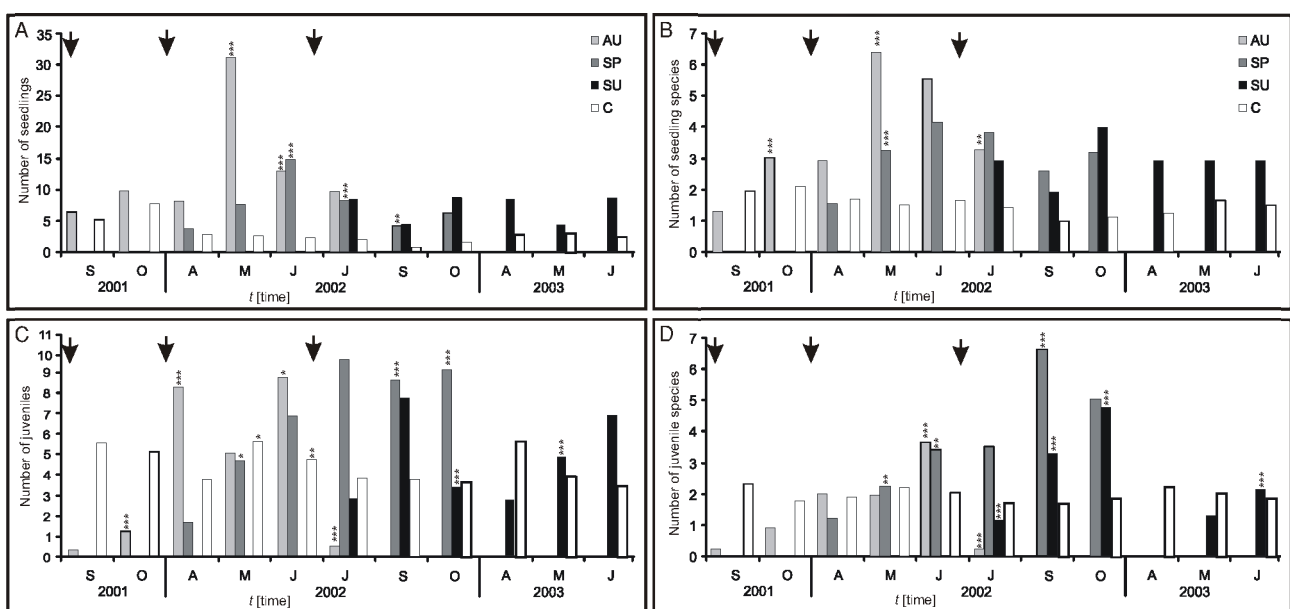 A
Number of seedlings
35
30
25
20
15
10
5
0
*** *** *** *** **
AU
SP
SU
C
S O A M J J S O A M J
2001 2002 2003
t [time]
B
Number of seedling species
7
6
5
4
3
2
1
0
*** *** *** **
AU
SP
SU
C
S O A M J J S O A M J
2001 2002 2003
t [time]
C
Number of juveniles
11
10
9
8
7
6
5
4
3
2
1
0
*** *** * * * ** *** *** *** *** ***
S O A M J J S O A M J
2001 2002 2003
t [time]
D
Number of juvenile species
7
6
5
4
3
2
1
0
** *** ** *** *** *** *** *** ***
S O A M J J S O A M J
2001 2002 2003
t [time]